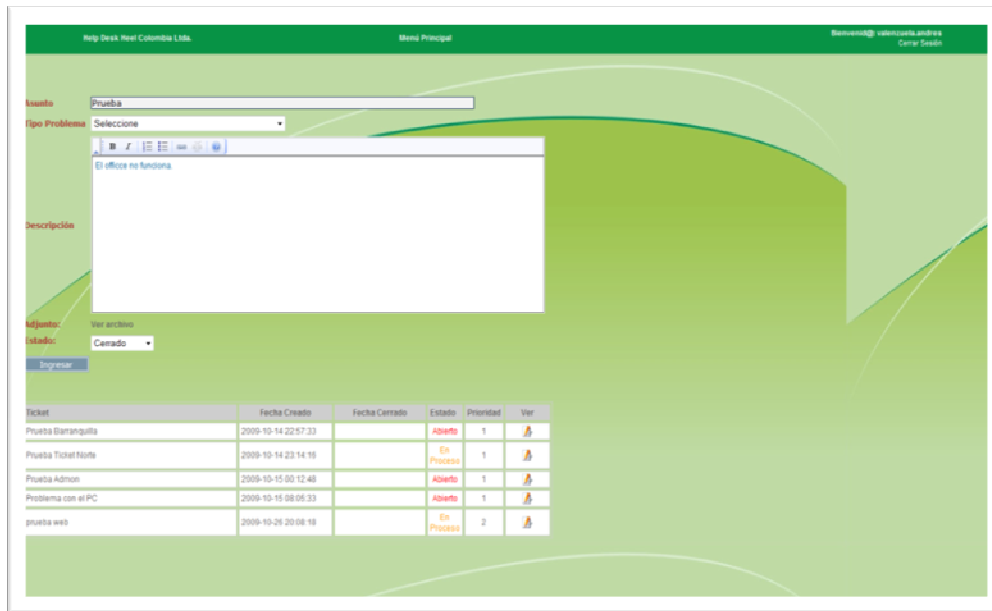 Help Desk Heel Colombia Ltda.
Menú Principal
Bienvenid@ valenzuela.andres
Cerrar Sesión
Asunto
Prueba
Tipo Problema
Seleccione
B I
El officce no funciona.
Descripción
Adjunto:
Ver archivo
Estado:
Cerrado
Ingresar
Ticket Fecha Creado Fecha Cerrado Estado Prioridad Ver
Prueba Barranquilla 2009-10-14 22:57:33 Abierto 1
Prueba Ticket Norte 2009-10-14 23:14:16 En Proceso 1
Prueba Admon 2009-10-15 00:12:48 Abierto 1
Problema con el PC 2009-10-15 08:05:33 Abierto 1
prueba web 2009-10-26 20:08:18 En Proceso 2